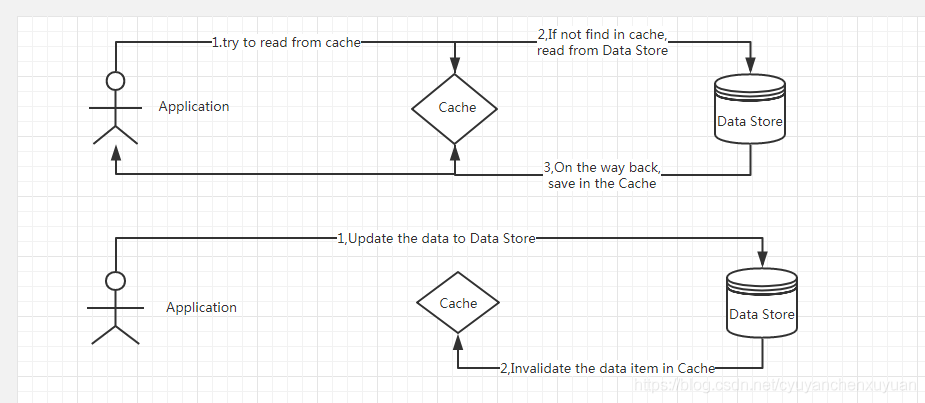 1.try to read from cache
2,If not find in cache,
read from Data Store
Application
Cache
Data Store
3,On the way back,
save in the Cache
1,Update the data to Data Store
Application
Cache
Data Store
2,Invalidate the data item in Cache
https://blog.csdn.net/cyuyanchenxuyuan